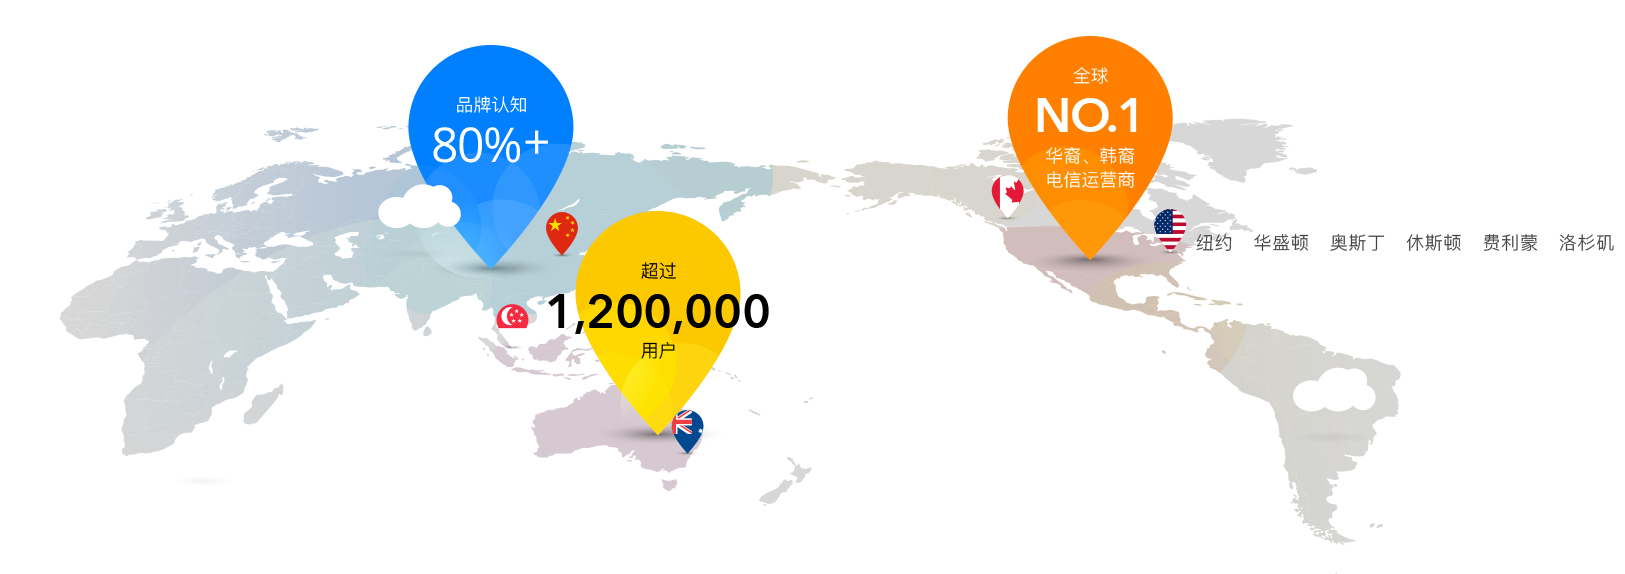 品牌认知
80%+
全球
NO.1
华裔、韩裔
电信运营商
纽约 华盛顿 奥斯丁 休斯顿 费利蒙 洛杉矶
超过
1,200,000
用户